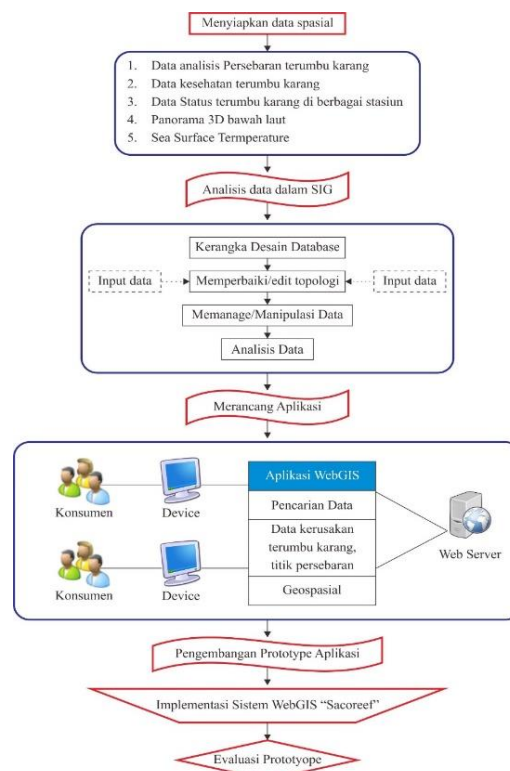 Menyiapkan data spasial
1. Data analisis Persebaran terumbu karang
2. Data kesehatan terumbu karang
3. Data Status terumbu karang di berbagai stasiun
4. Panorama 3D bawah laut
5. Sea Surface Termperature
Analisis data dalam SIG
Kerangka Desain Database
Input data
Memperbaiki/edit topologi
Input data
Memanage/Manipulasi Data
Analisis Data
Merancang Aplikasi
Konsumen
Device
Aplikasi WebGIS
Pencarian Data
Data kerusakan
terumbu karang,
titik persebaran
Geospasial
Web Server
Konsumen
Device
Pengembangan Prototype Aplikasi
Implementasi Sistem WebGIS “Sacoreef”
Evaluasi Prototyope